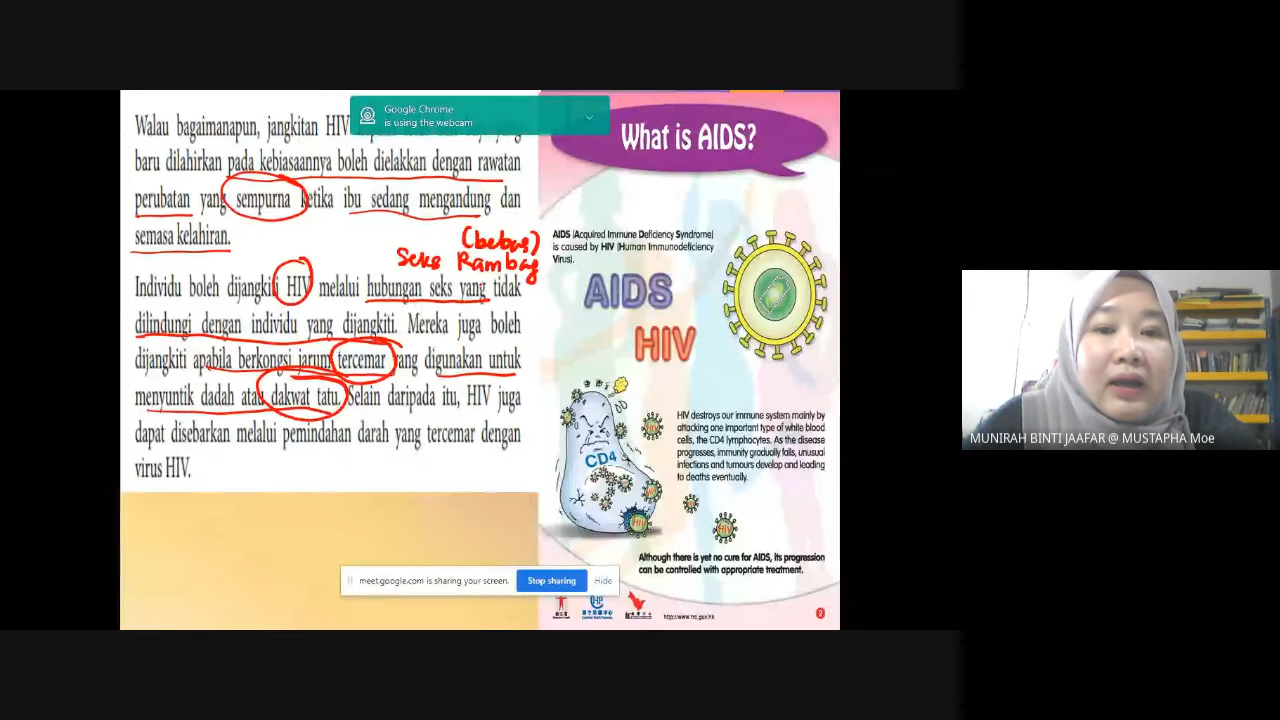 Google Chrome
is using the webcam
Walau bagaimanapun, jangkitan HIV
baru dilahirkan pada kebiasaannya boleh dielakkan dengan rawatan
perubatan yang sempurna ketika ibu sedang mengandung dan
semasa kelahiran.
(bebas)
Seks Rambag
Individu boleh dijangkiti HIV melalui hubungan seks yang tidak
dilindungi dengan individu yang dijangkiti. Mereka juga boleh
dijangkiti apabila berkongsi jarum tercemar yang digunakan untuk
menyuntik dadah atau dakwat tatu. Selain daripada itu, HIV juga
dapat disebarkan melalui pemindahan darah yang tercemar dengan
virus HIV.
What is AIDS?
AIDS (Acquired Immune Deficiency Syndrome)
is caused by HIV (Human Immunodeficiency
Virus).
AIDS
HIV
CD4
HIV
HIV
HIV
HIV destroys our immune system mainly by
attacking one important type of white blood
cells, the CD4 lymphocytes. As the disease
progresses, immunity gradually falls, unusual
infections and tumours develop and leading
to deaths eventually.
Although there is yet no cure for AIDS, its progression
can be controlled with appropriate treatment.
2
meet.google.com is sharing your screen.
Stop sharing
Hide
MUNIRAH BINTI JAAFAR @ MUSTAPHA Moe